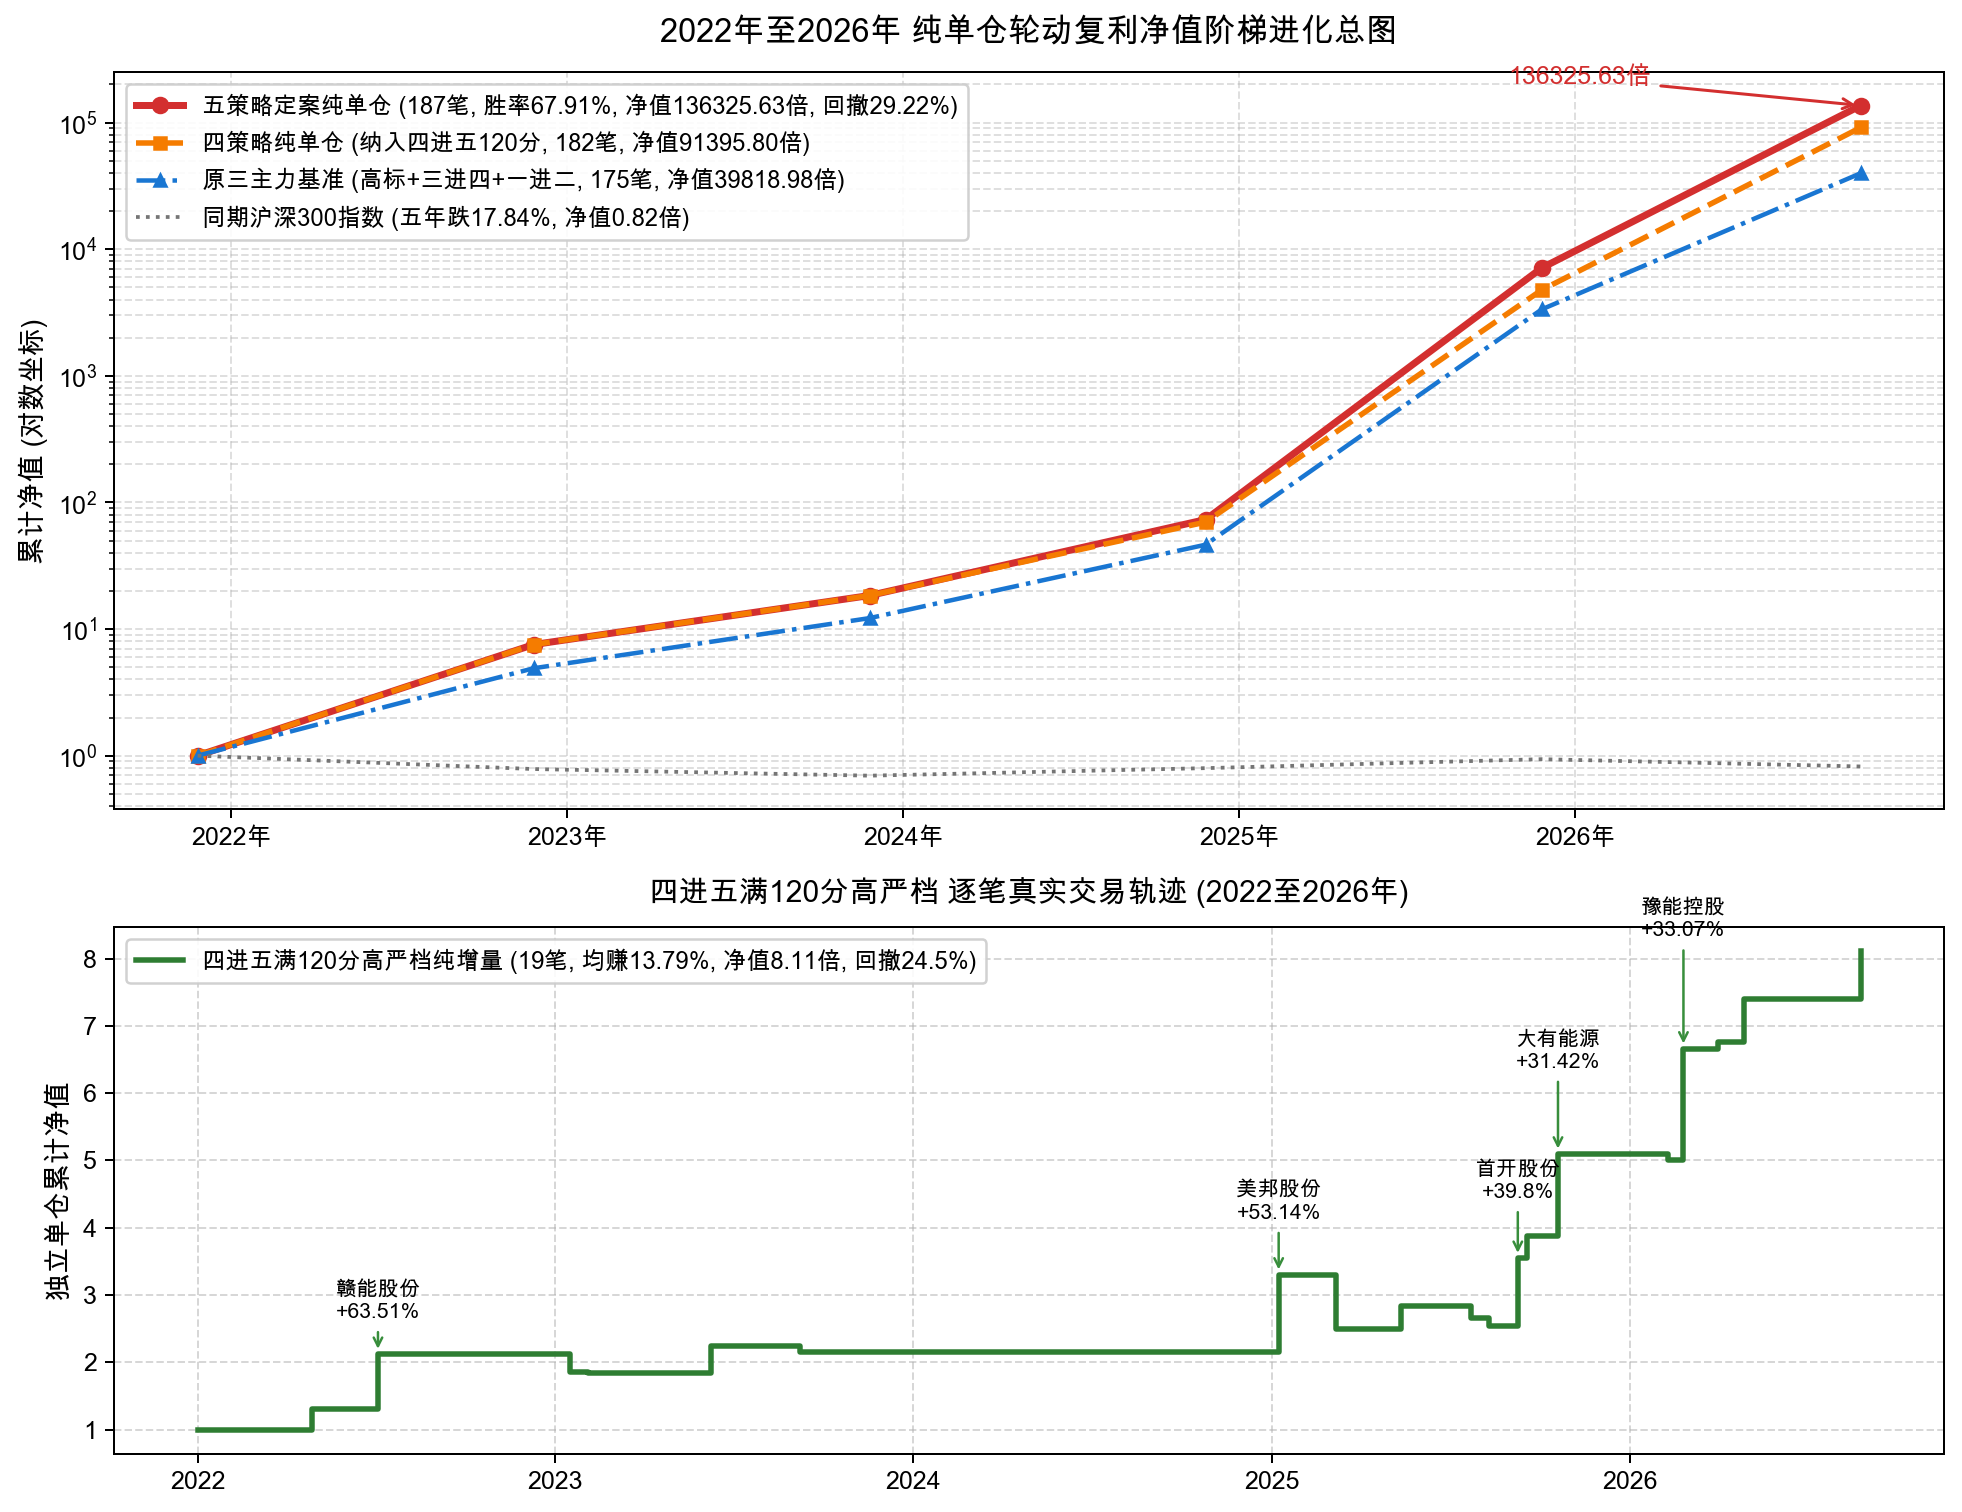 2022年至2026年 纯单仓轮动复利净值阶梯进化总图
136325.63倍
五策略定案纯单仓 (187笔, 胜率67.91%, 净值136325.63倍, 回撤29.22%)
四策略纯单仓 (纳入四进五120分, 182笔, 净值91395.80倍)
原三主力基准 (高标+三进四+一进二, 175笔, 净值39818.98倍)
同期沪深300指数 (五年跌17.84%, 净值0.82倍)
累计净值 (对数坐标)
10^5
10^4
10^3
10^2
10^1
10^0
2022年 2023年 2024年 2025年 2026年
四进五满120分高严档 逐笔真实交易轨迹 (2022至2026年)
四进五满120分高严档纯增量 (19笔, 均赚13.79%, 净值8.11倍, 回撤24.5%)
豫能控股
+33.07%
大有能源
+31.42%
首开股份
+39.8%
美邦股份
+53.14%
赣能股份
+63.51%
独立单仓累计净值
8
7
6
5
4
3
2
1
2022 2023 2024 2025 2026